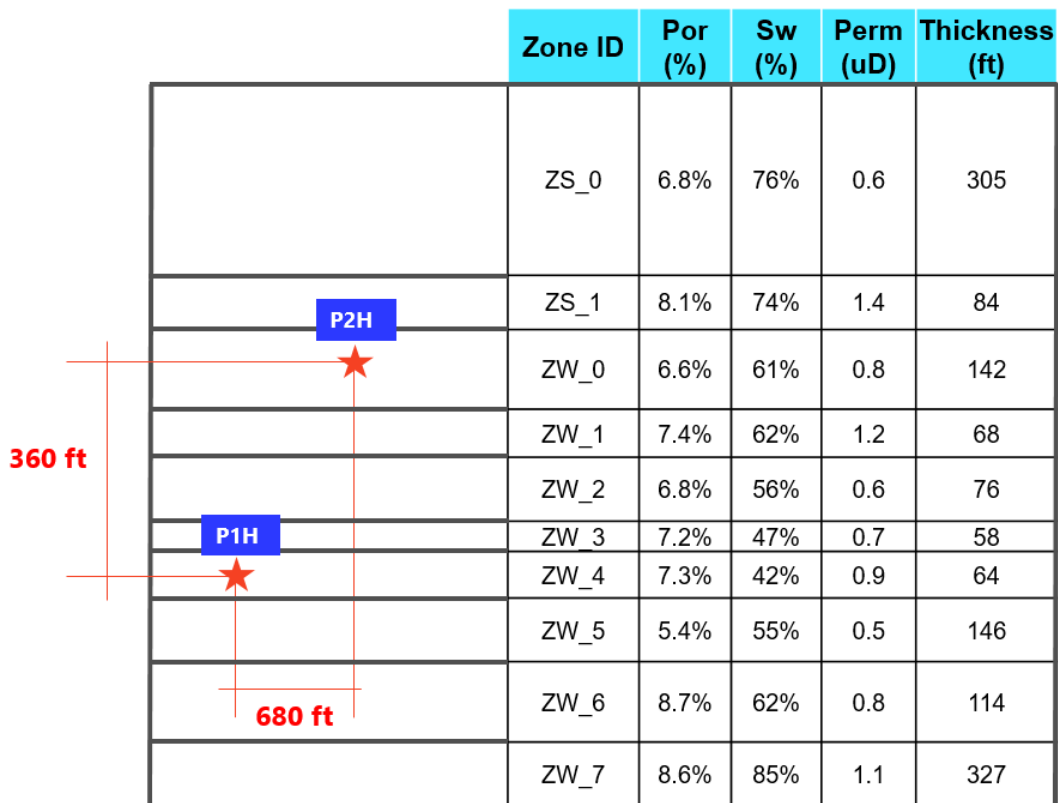 Zone ID Por (%) Sw (%) Perm (uD) Thickness (ft)
ZS_0 6.8% 76% 0.6 305
ZS_1 8.1% 74% 1.4 84
P2H
ZW_0 6.6% 61% 0.8 142
ZW_1 7.4% 62% 1.2 68
360 ft
ZW_2 6.8% 56% 0.6 76
P1H
ZW_3 7.2% 47% 0.7 58
ZW_4 7.3% 42% 0.9 64
ZW_5 5.4% 55% 0.5 146
ZW_6 8.7% 62% 0.8 114
680 ft
ZW_7 8.6% 85% 1.1 327